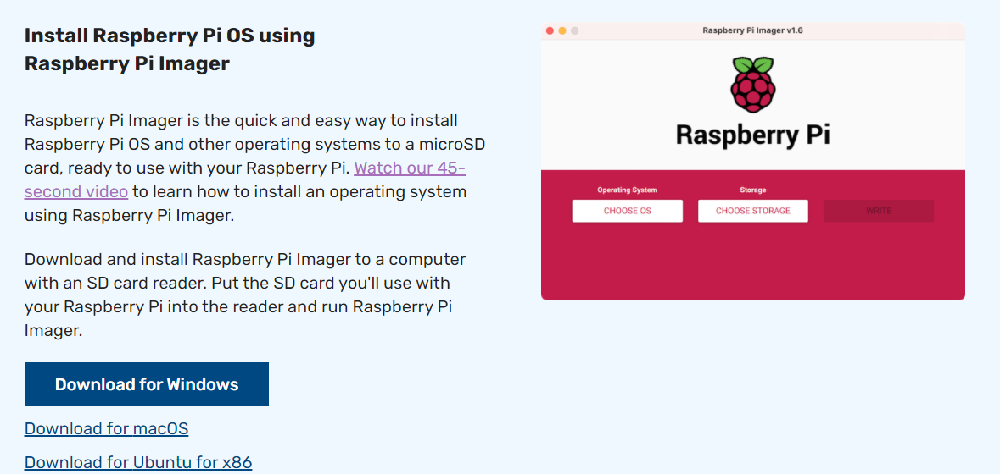 Install Raspberry Pi OS using
Raspberry Pi Imager
Raspberry Pi Imager is the quick and easy way to install
Raspberry Pi OS and other operating systems to a microSD
card, ready to use with your Raspberry Pi. Watch our 45-
second video to learn how to install an operating system
using Raspberry Pi Imager.
Download and install Raspberry Pi Imager to a computer
with an SD card reader. Put the SD card you'll use with
your Raspberry Pi into the reader and run Raspberry Pi
Imager.
Download for Windows
Download for macOS
Download for Ubuntu for x86
Raspberry Pi Imager v1.6
Raspberry Pi
Operating System
Storage
CHOOSE OS
CHOOSE STORAGE
WRITE